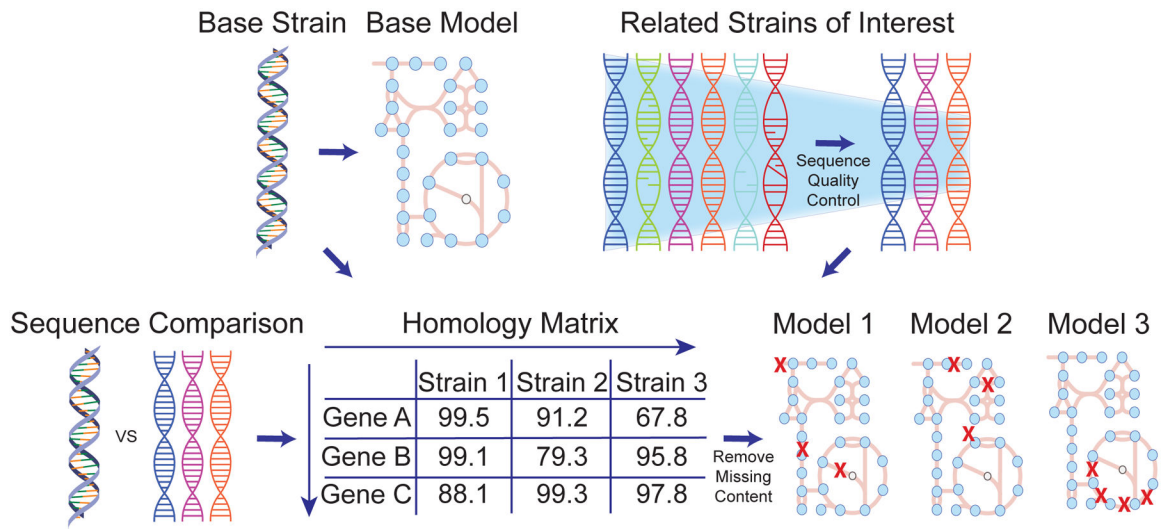 Base Strain
Base Model
Related Strains of Interest
Sequence
Quality
Control
Sequence Comparison
VS
Homology Matrix
Strain 1 Strain 2 Strain 3
Gene A 99.5 91.2 67.8
Gene B 99.1 79.3 95.8
Gene C 88.1 99.3 97.8
Remove
Missing
Content
Model 1
Model 2
Model 3
X
X
X
X
X
X
X
X
X
X